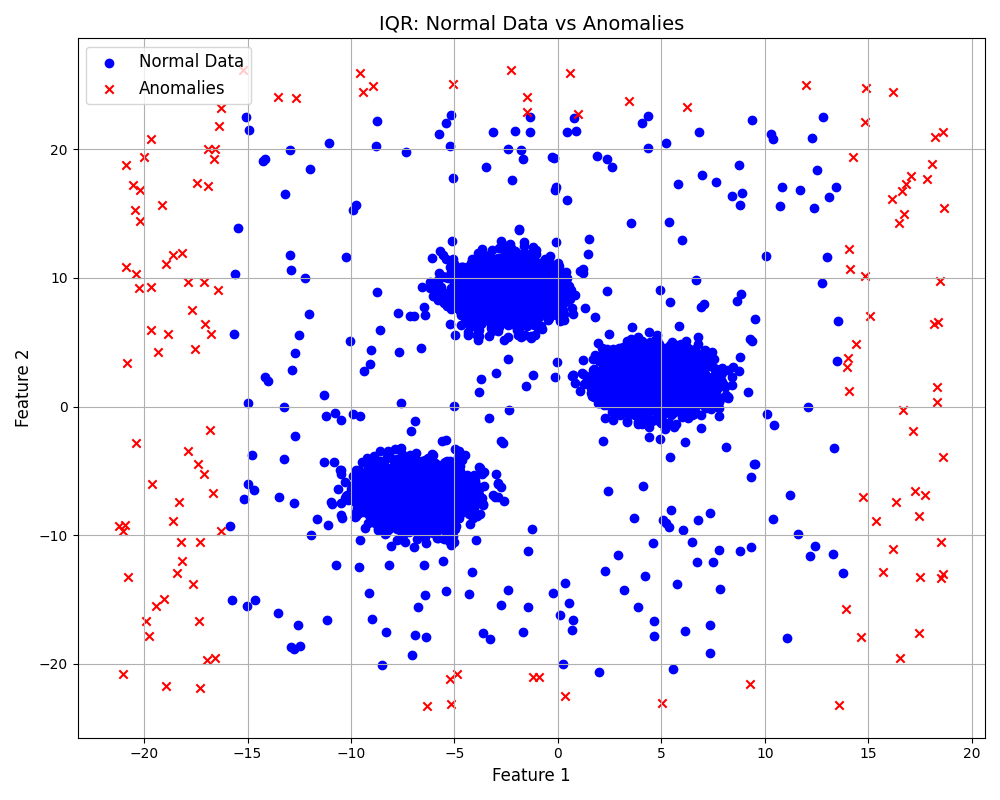 IQR: Normal Data vs Anomalies
Normal Data
Anomalies
Feature 2
20
10
0
−10
−20
−20 −15 −10 −5 0 5 10 15 20
Feature 1